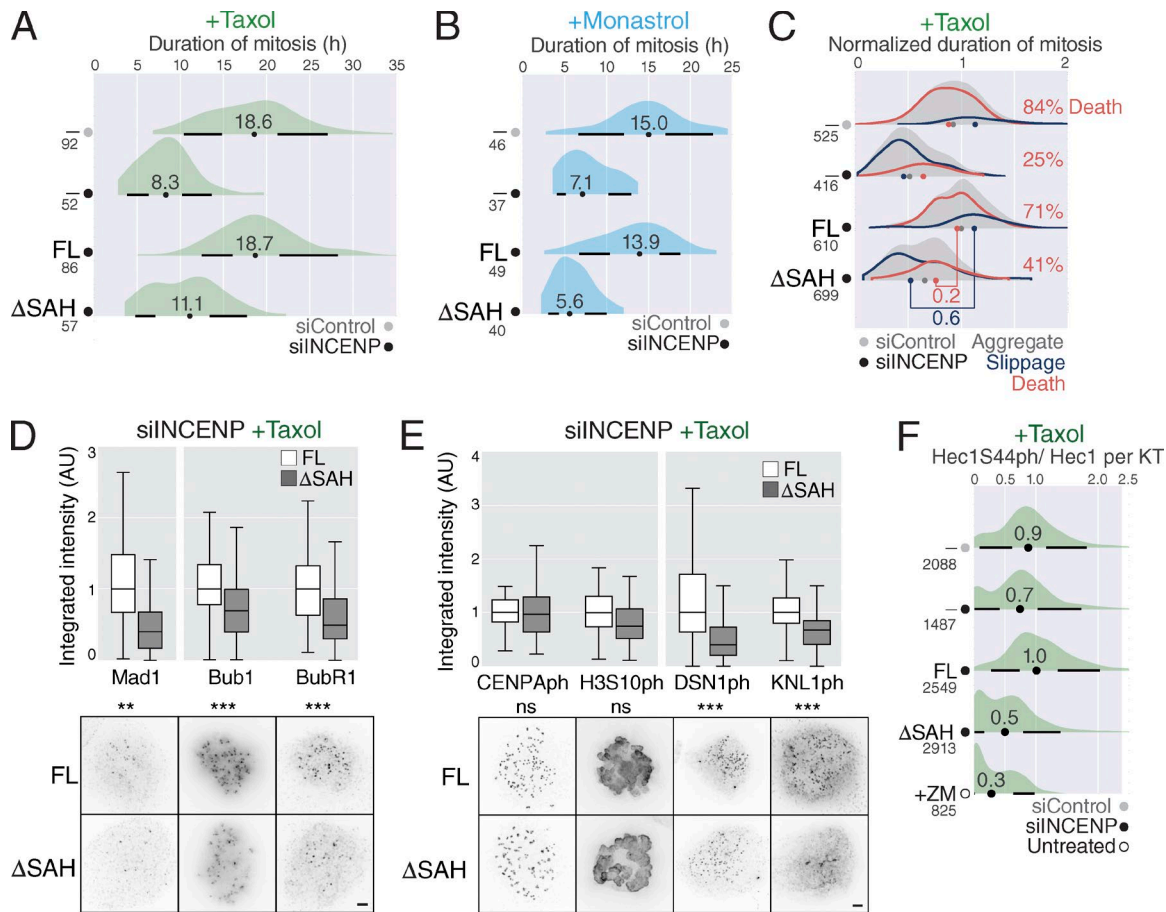 A
+Taxol
Duration of mitosis (h)
0 5 10 15 20 25 30 35
18.6
—
92
8.3
—
52
18.7
FL
86
11.1
ΔSAH
57
siControl
siINCENP
B
+Monastrol
Duration of mitosis (h)
0 5 10 15 20 25
15.0
—
46
7.1
—
37
13.9
FL
49
5.6
ΔSAH
40
siControl
siINCENP
C
+Taxol
Normalized duration of mitosis
0 1 2
84% Death
—
525
25%
—
416
71%
FL
610
41%
ΔSAH
699
0.2
0.6
siControl Aggregate
siINCENP Slippage
Death
D
siINCENP +Taxol
Integrated intensity (AU)
3
2
1
0
FL
ΔSAH
Mad1 Bub1 BubR1
** *** ***
FL
ΔSAH
E
siINCENP +Taxol
Integrated intensity (AU)
4
3
2
1
0
FL
ΔSAH
CENPAph H3S10ph DSN1ph KNL1ph
ns ns *** ***
FL
ΔSAH
F
+Taxol
Hec1S44ph/ Hec1 per KT
0 0.5 1.0 2.0 2.5
0.9
—
2088
0.7
—
1487
1.0
FL
2549
0.5
ΔSAH
2913
0.3
+ZM
825
siControl
siINCENP
Untreated